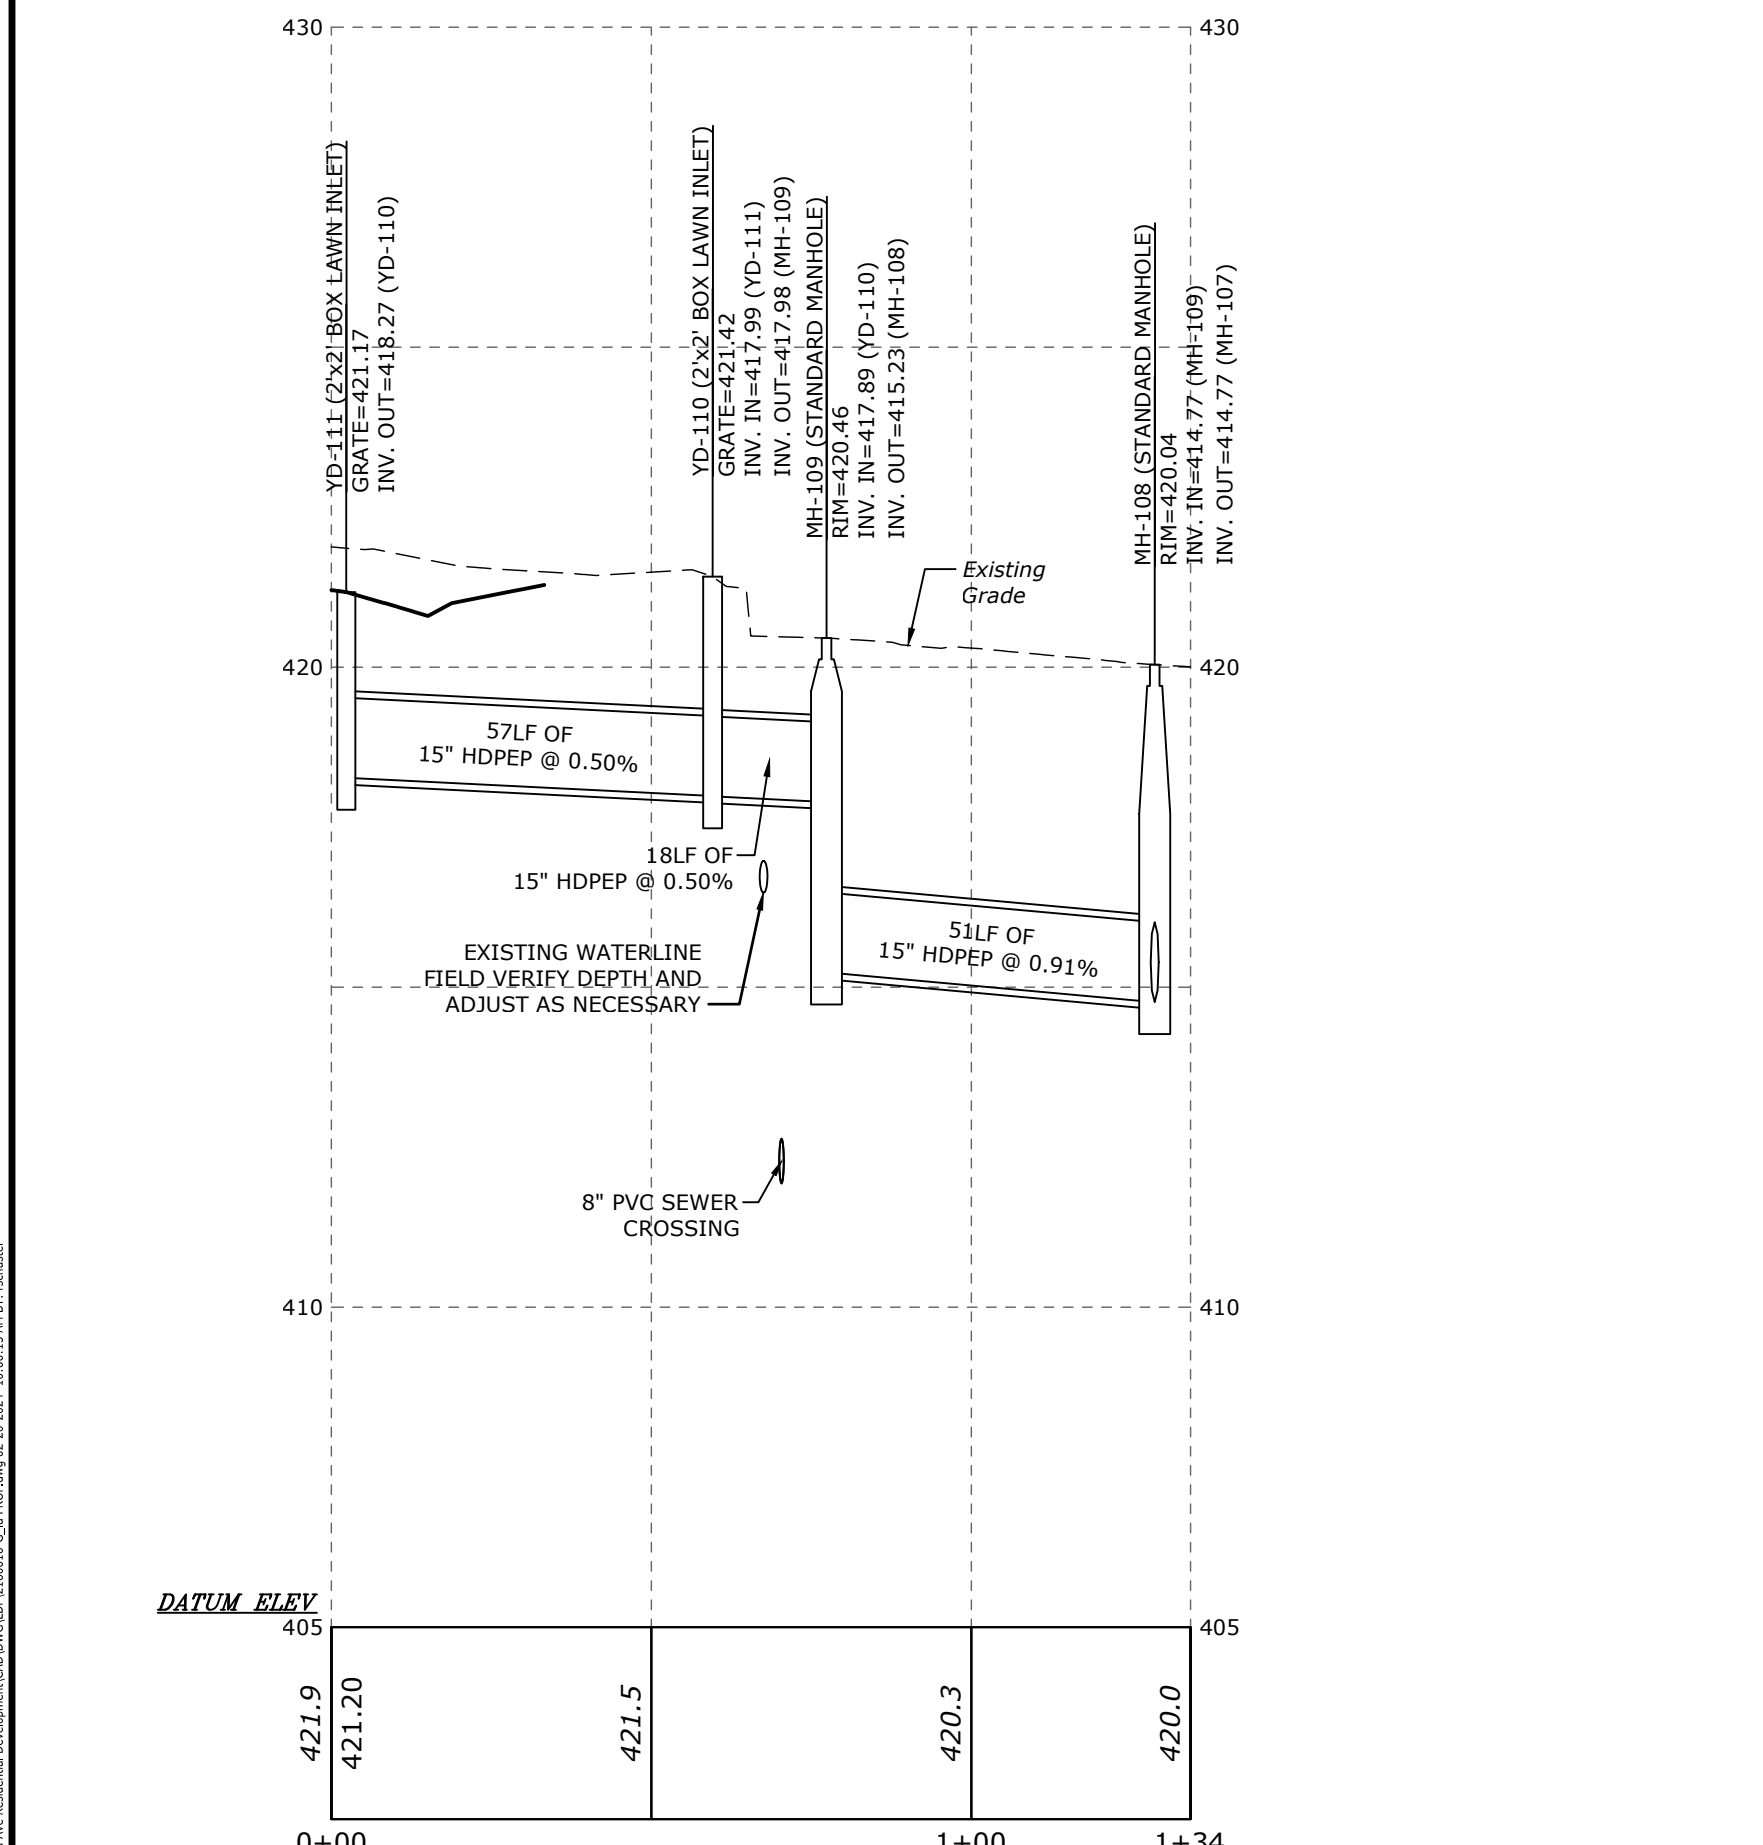 430
430
YD-111 (2'x2' BOX LAWN INLET)
GRATE=421.17
INV. OUT=418.27 (YD-110)
YD-110 (2'x2' BOX LAWN INLET)
GRATE=421.42
INV. IN=417.99 (YD-111)
INV. OUT=417.98 (MH-109)
MH-109 (STANDARD MANHOLE)
RIM=420.46
INV. IN=417.89 (YD-110)
INV. OUT=415.23 (MH-108)
MH-108 (STANDARD MANHOLE)
RIM=420.04
INV. IN=414.77 (MH-109)
INV. OUT=414.77 (MH-107)
Existing
Grade
420
420
57LF OF
15" HDPEP @ 0.50%
18LF OF
15" HDPEP @ 0.50%
51LF OF
15" HDPEP @ 0.91%
EXISTING WATERLINE
FIELD VERIFY DEPTH AND
ADJUST AS NECESSARY
8" PVC SEWER
CROSSING
410
410
DATUM ELEV
405
405
421.9
421.20
421.5
420.3
420.0
0+00
1+00
1+34